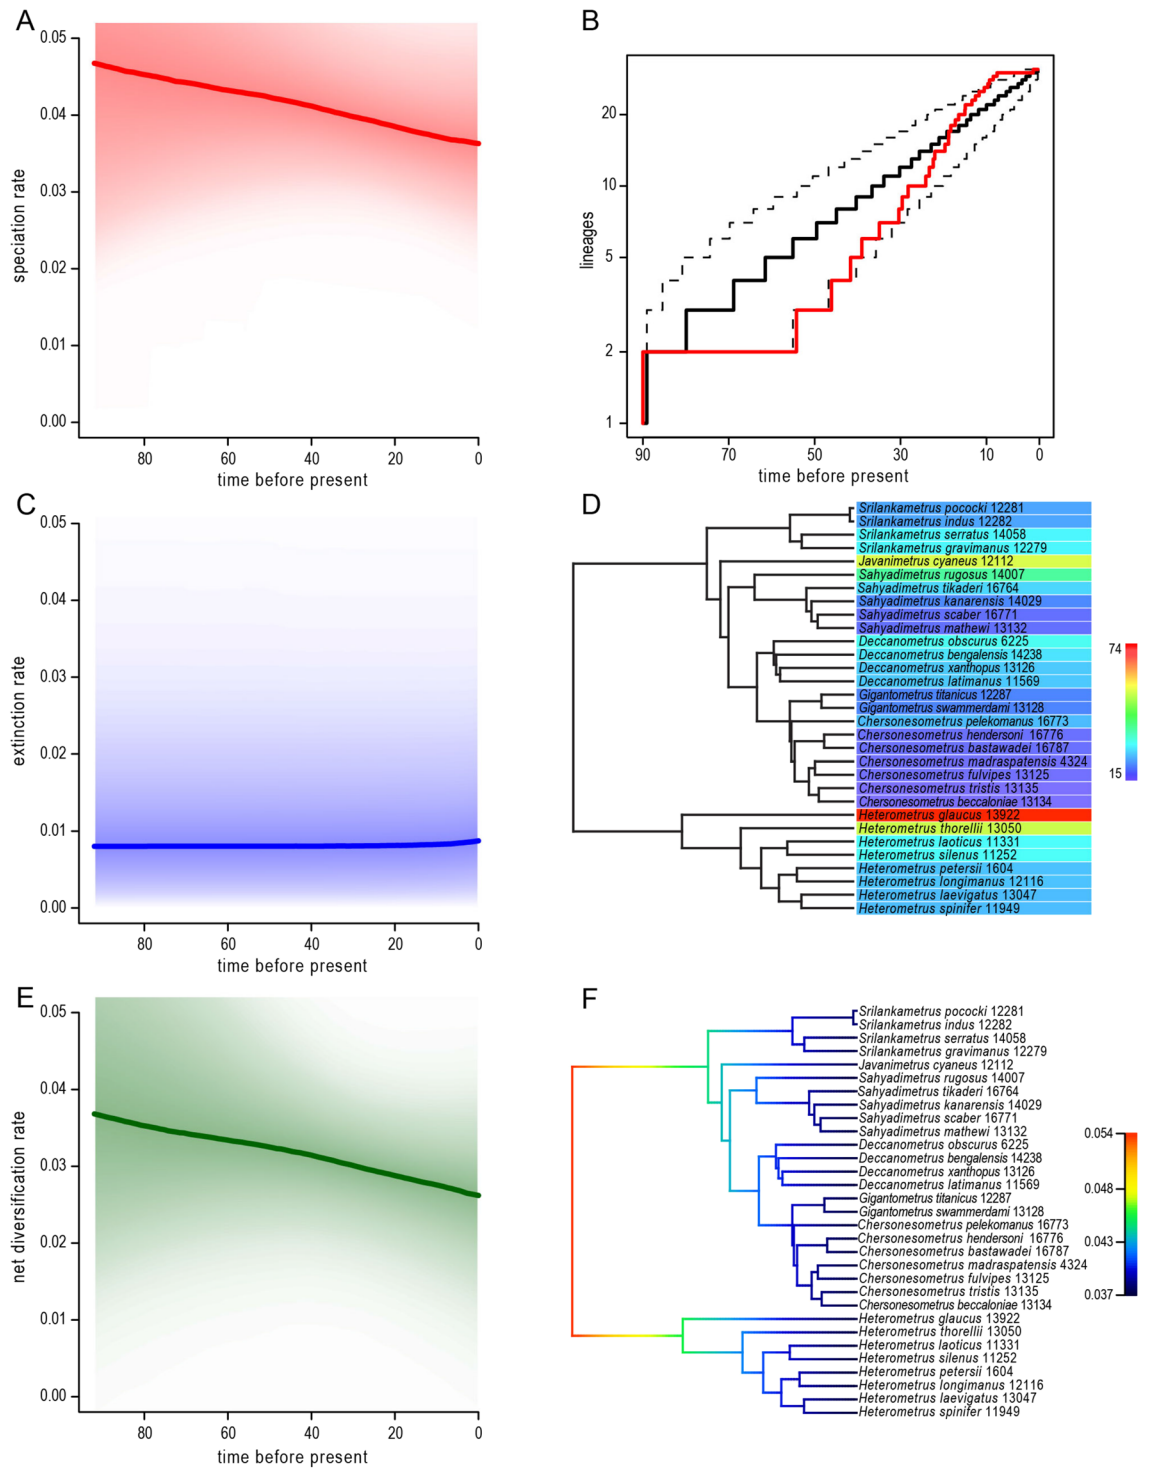 A
0.05
0.04
0.03
0.02
0.01
0.00
speciation rate
80 60 40 20 0
time before present
B
20
10
5
2
1
lineages
90 70 50 30 10 0
time before present
C
0.05
0.04
0.03
0.02
0.01
0.00
extinction rate
80 60 40 20 0
time before present
D
Srilankametrus pococki 12281
Srilankametrus indus 12282
Srilankametrus serratus 14058
Srilankametrus gravimanus 12279
Javanimetrus cyaneus 12112
Sahyadimetrus rugosus 14007
Sahyadimetrus tikaderi 16764
Sahyadimetrus kanarensis 14029
Sahyadimetrus scaber 16771
Sahyadimetrus mathewi 13132
Deccanometrus obscurus 6225
Deccanometrus bengalensis 14238
Deccanometrus xanthopus 13126
Deccanometrus latimanus 11569
Gigantometrus titanicus 12287
Gigantometrus swammerdami 13128
Chersonesometrus pelekomanus 16773
Chersonesometrus hendersoni 16776
Chersonesometrus bastawadei 16787
Chersonesometrus madraspatensis 4324
Chersonesometrus fulvipes 13125
Chersonesometrus tristis 13135
Chersonesometrus beccaloniae 13134
Heterometrus glaucus 13922
Heterometrus thorellii 13050
Heterometrus laoticus 11331
Heterometrus silenus 11252
Heterometrus petersii 1604
Heterometrus longimanus 12116
Heterometrus laevigatus 13047
Heterometrus spinifer 11949
74
15
E
0.05
0.04
0.03
0.02
0.01
0.00
net diversification rate
80 60 40 20 0
time before present
F
Srilankametrus pococki 12281
Srilankametrus indus 12282
Srilankametrus serratus 14058
Srilankametrus gravimanus 12279
Javanimetrus cyaneus 12112
Sahyadimetrus rugosus 14007
Sahyadimetrus tikaderi 16764
Sahyadimetrus kanarensis 14029
Sahyadimetrus scaber 16771
Sahyadimetrus mathewi 13132
Deccanometrus obscurus 6225
Deccanometrus bengalensis 14238
Deccanometrus xanthopus 13126
Deccanometrus latimanus 11569
Gigantometrus titanicus 12287
Gigantometrus swammerdami 13128
Chersonesometrus pelekomanus 16773
Chersonesometrus hendersoni 16776
Chersonesometrus bastawadei 16787
Chersonesometrus madraspatensis 4324
Chersonesometrus fulvipes 13125
Chersonesometrus tristis 13135
Chersonesometrus beccaloniae 13134
Heterometrus glaucus 13922
Heterometrus thorellii 13050
Heterometrus laoticus 11331
Heterometrus silenus 11252
Heterometrus petersii 1604
Heterometrus longimanus 12116
Heterometrus laevigatus 13047
Heterometrus spinifer 11949
0.054
0.048
0.043
0.037